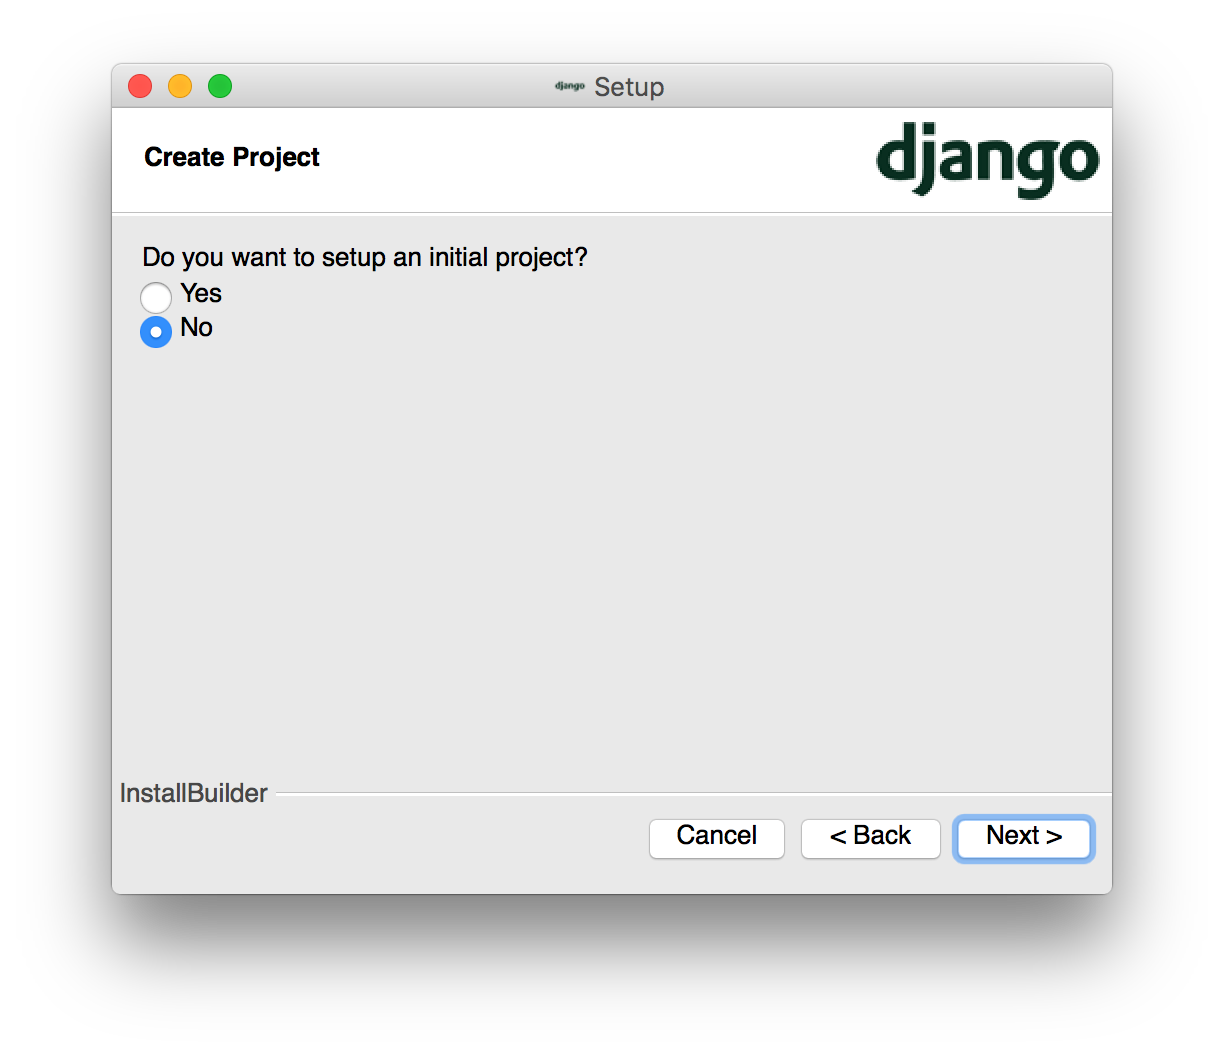 django Setup
Create Project
django
Do you want to setup an initial project?
Yes
No
InstallBuilder
Cancel
< Back
Next >